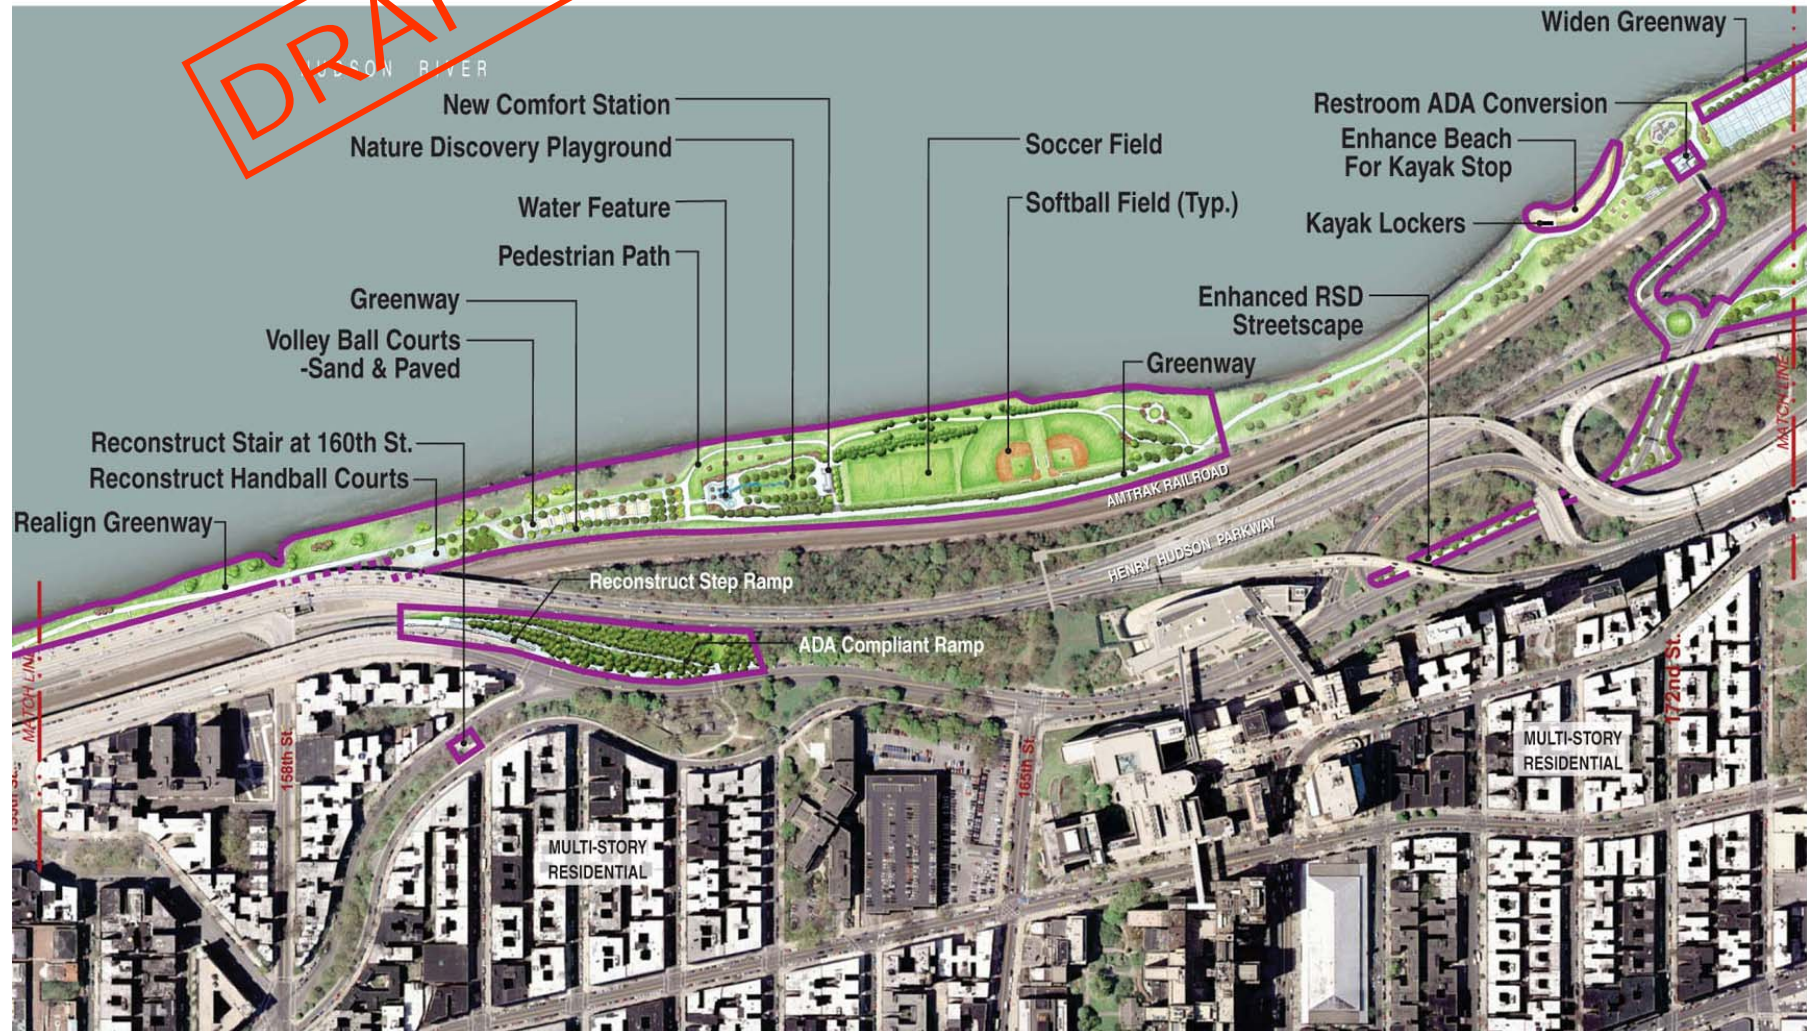 DRAF
HUDSON RIVER
Widen Greenway
New Comfort Station
Restroom ADA Conversion
Nature Discovery Playground
Soccer Field
Enhance Beach
For Kayak Stop
Water Feature
Softball Field (Typ.)
Kayak Lockers
Pedestrian Path
Greenway
Enhanced RSD
Streetscape
Volley Ball Courts
-Sand & Paved
Greenway
MATCH LINE
Reconstruct Stair at 160th St.
Reconstruct Handball Courts
AMTRAK RAILROAD
Realign Greenway
HENRY HUDSON PARKWAY
Reconstruct Step Ramp
ADA Compliant Ramp
MATCH LINE
172nd St.
158th St.
165th St.
MULTI-STORY
RESIDENTIAL
MULTI-STORY
RESIDENTIAL